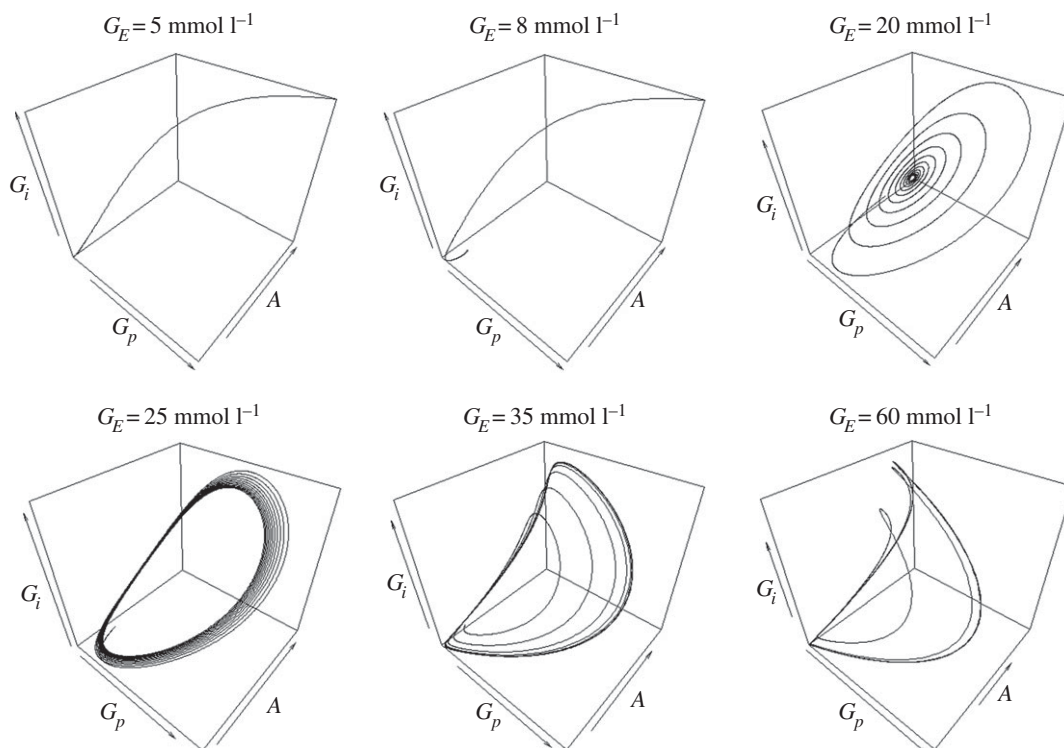 G_E = 5 mmol l⁻¹
G_E = 8 mmol l⁻¹
G_E = 20 mmol l⁻¹
G_i
G_p
A
G_i
G_p
A
G_i
G_p
A
G_E = 25 mmol l⁻¹
G_E = 35 mmol l⁻¹
G_E = 60 mmol l⁻¹
G_i
G_p
A
G_i
G_p
A
G_i
G_p
A